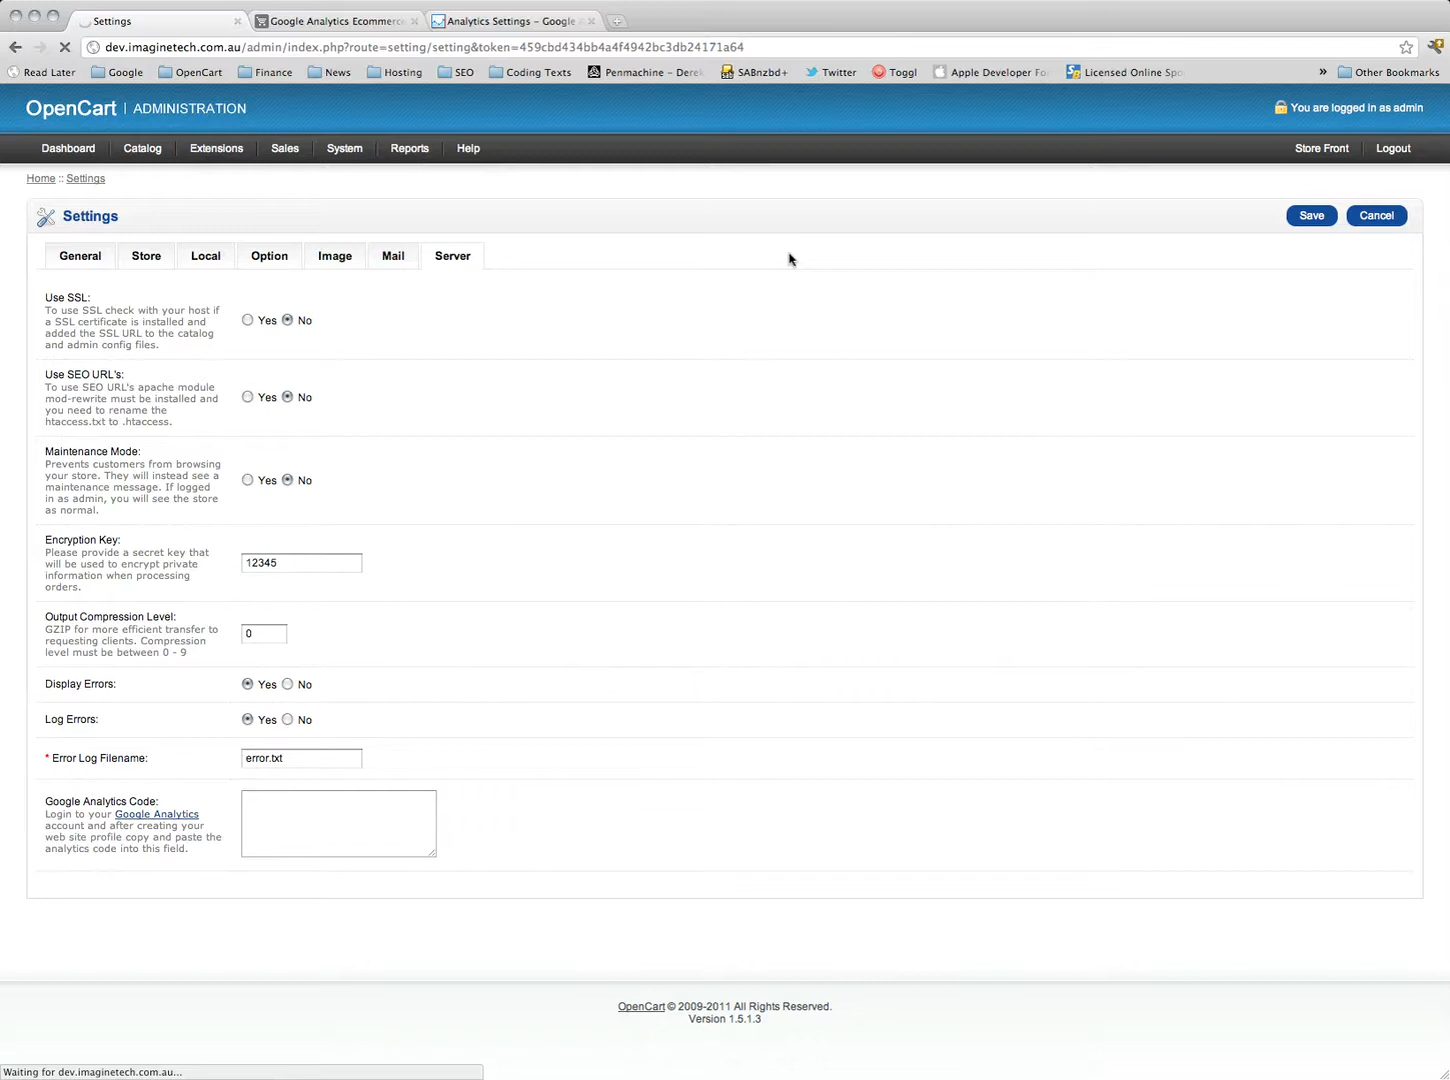 Settings
Google Analytics Ecommerc
Analytics Settings – Google
dev.imaginetech.com.au/admin/index.php?route=setting/setting&token=459cbd434bb4a4f4942bc3db24171a64
Read Later
Google
OpenCart
Finance
News
Hosting
SEO
Coding Texts
Penmachine – Derek
SABnzbd+
Twitter
Toggl
Apple Developer Fo
Licensed Online Spo
»
Other Bookmarks
OpenCart | ADMINISTRATION
You are logged in as admin
Dashboard
Catalog
Extensions
Sales
System
Reports
Help
Store Front
Logout
Home :: Settings
Settings
Save
Cancel
General
Store
Local
Option
Image
Mail
Server
Use SSL:
To use SSL check with your host if
a SSL certificate is installed and
added the SSL URL to the catalog
and admin config files.
Yes No
Use SEO URL's:
To use SEO URL's apache module
mod-rewrite must be installed and
you need to rename the
htaccess.txt to .htaccess.
Yes No
Maintenance Mode:
Prevents customers from browsing
your store. They will instead see a
maintenance message. If logged
in as admin, you will see the store
as normal.
Yes No
Encryption Key:
Please provide a secret key that
will be used to encrypt private
information when processing
orders.
12345
Output Compression Level:
GZIP for more efficient transfer to
requesting clients. Compression
level must be between 0 - 9
0
Display Errors:
Yes No
Log Errors:
Yes No
* Error Log Filename:
error.txt
Google Analytics Code:
Login to your Google Analytics
account and after creating your
web site profile copy and paste the
analytics code into this field.
OpenCart © 2009-2011 All Rights Reserved.
Version 1.5.1.3
Waiting for dev.imaginetech.com.au...